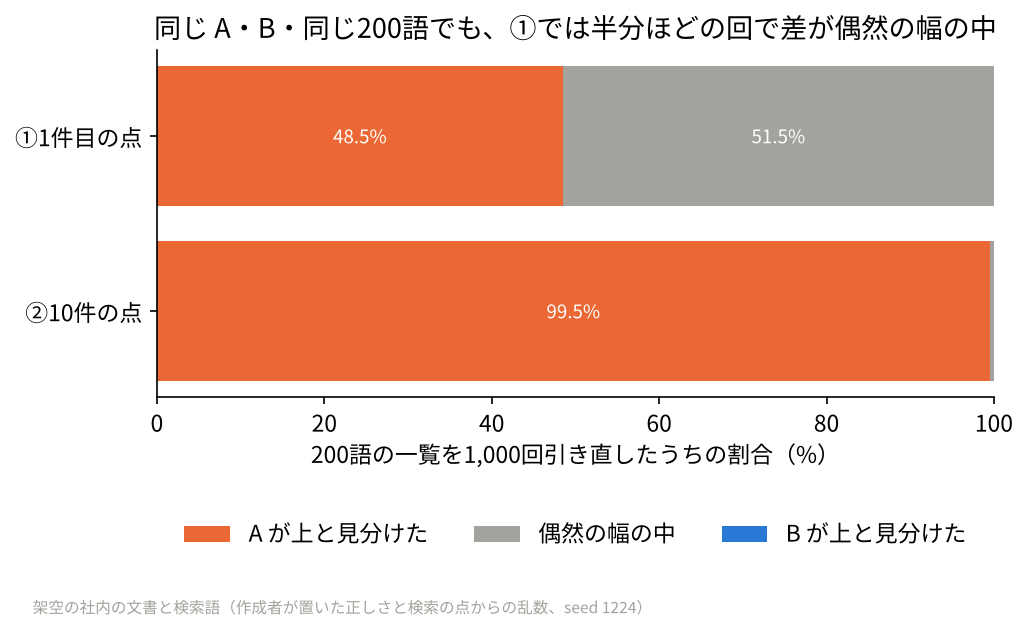 同じ A・B・同じ200語でも、①では半分ほどの回で差が偶然の幅の中
①1件目の点
48.5%
51.5%
②10件の点
99.5%
0
20
40
60
80
100
200語の一覧を1,000回引き直したうちの割合（%）
A が上と見分けた
偶然の幅の中
B が上と見分けた
架空の社内の文書と検索語（作成者が置いた正しさと検索の点からの乱数、seed 1224）